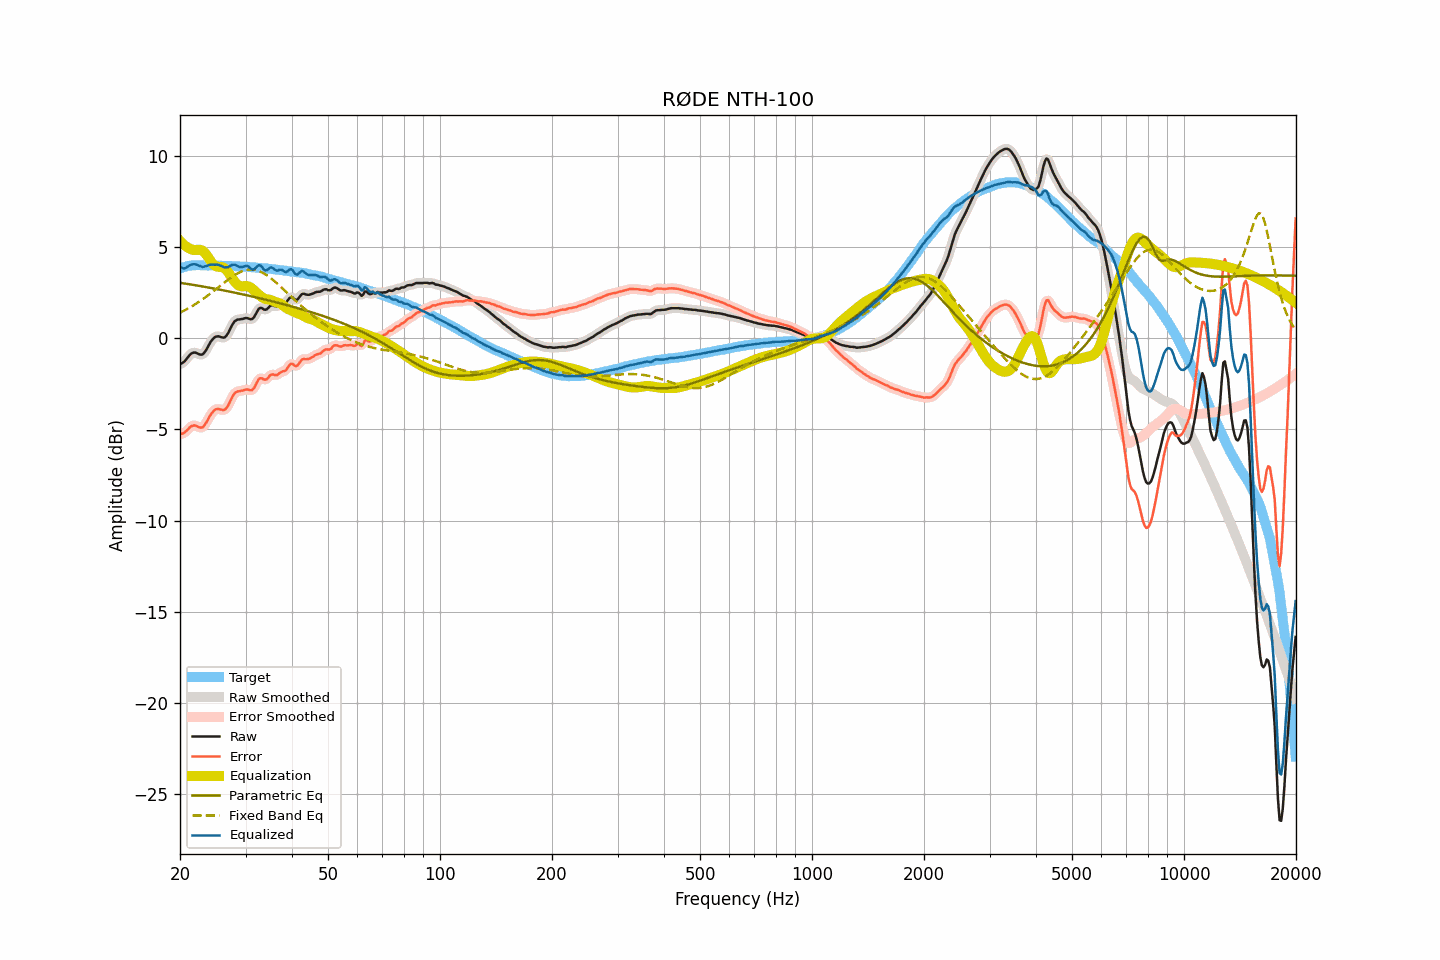 RØDE NTH-100
10
5
0
−5
−10
−15
−20
−25
Amplitude (dBr)
Target
Raw Smoothed
Error Smoothed
Raw
Error
Equalization
Parametric Eq
Fixed Band Eq
Equalized
20 50 100 200 500 1000 2000 5000 10000 20000
Frequency (Hz)